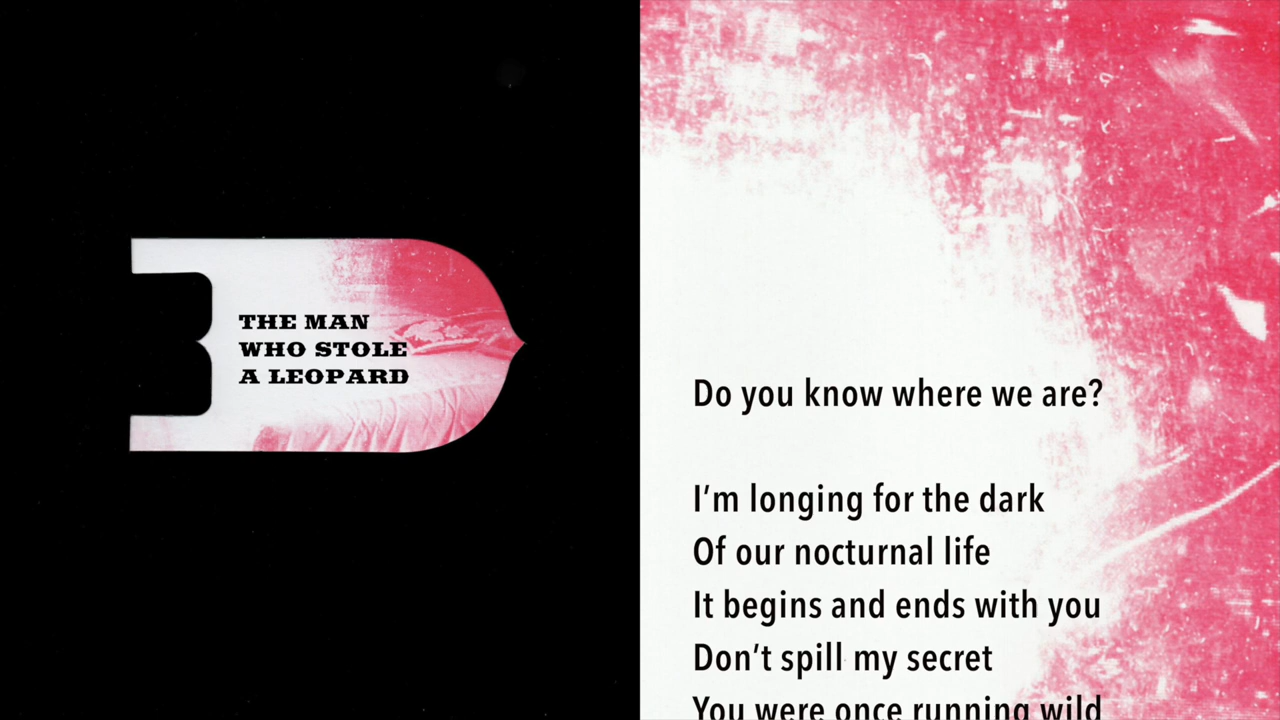 THE MAN
WHO STOLE
A LEOPARD
Do you know where we are?
I’m longing for the dark
Of our nocturnal life
It begins and ends with you
Don’t spill my secret
You were once running wild